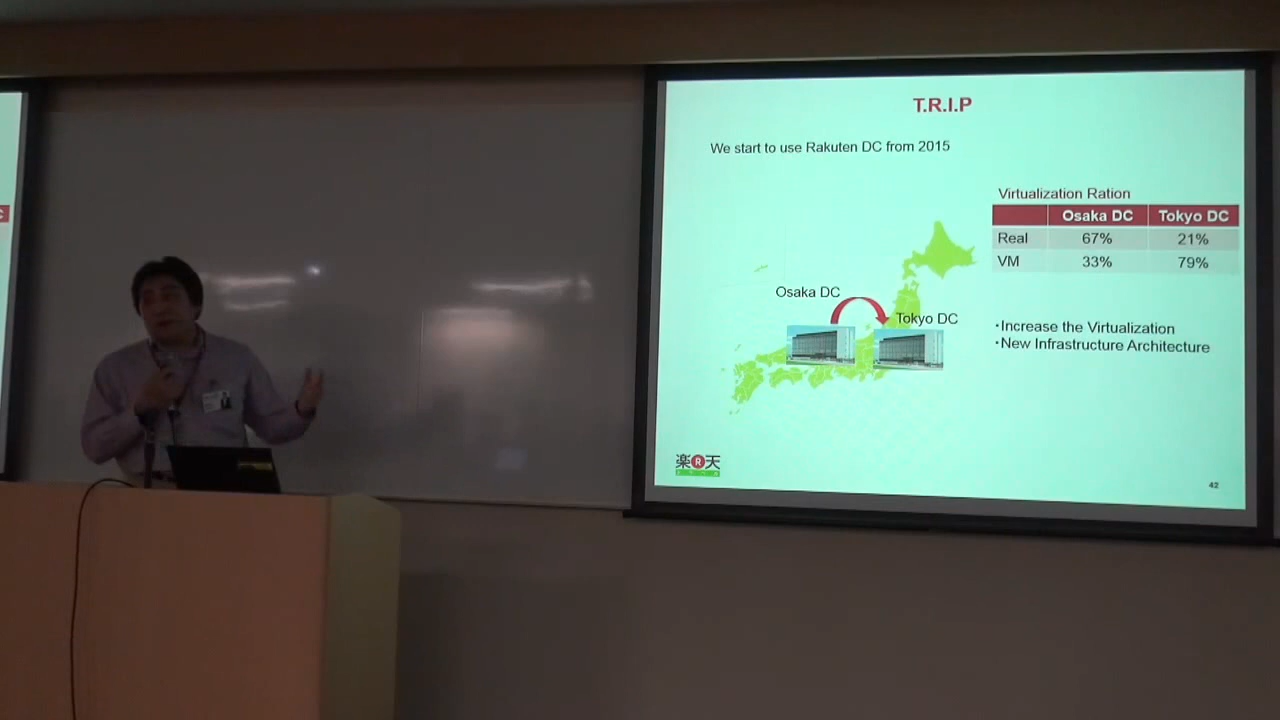 T.R.I.P
We start to use Rakuten DC from 2015
Virtualization Ration
Osaka DC Tokyo DC
Real 67% 21%
VM 33% 79%
Osaka DC
Tokyo DC
・Increase the Virtualization
・New Infrastructure Architecture
楽R天
42
C